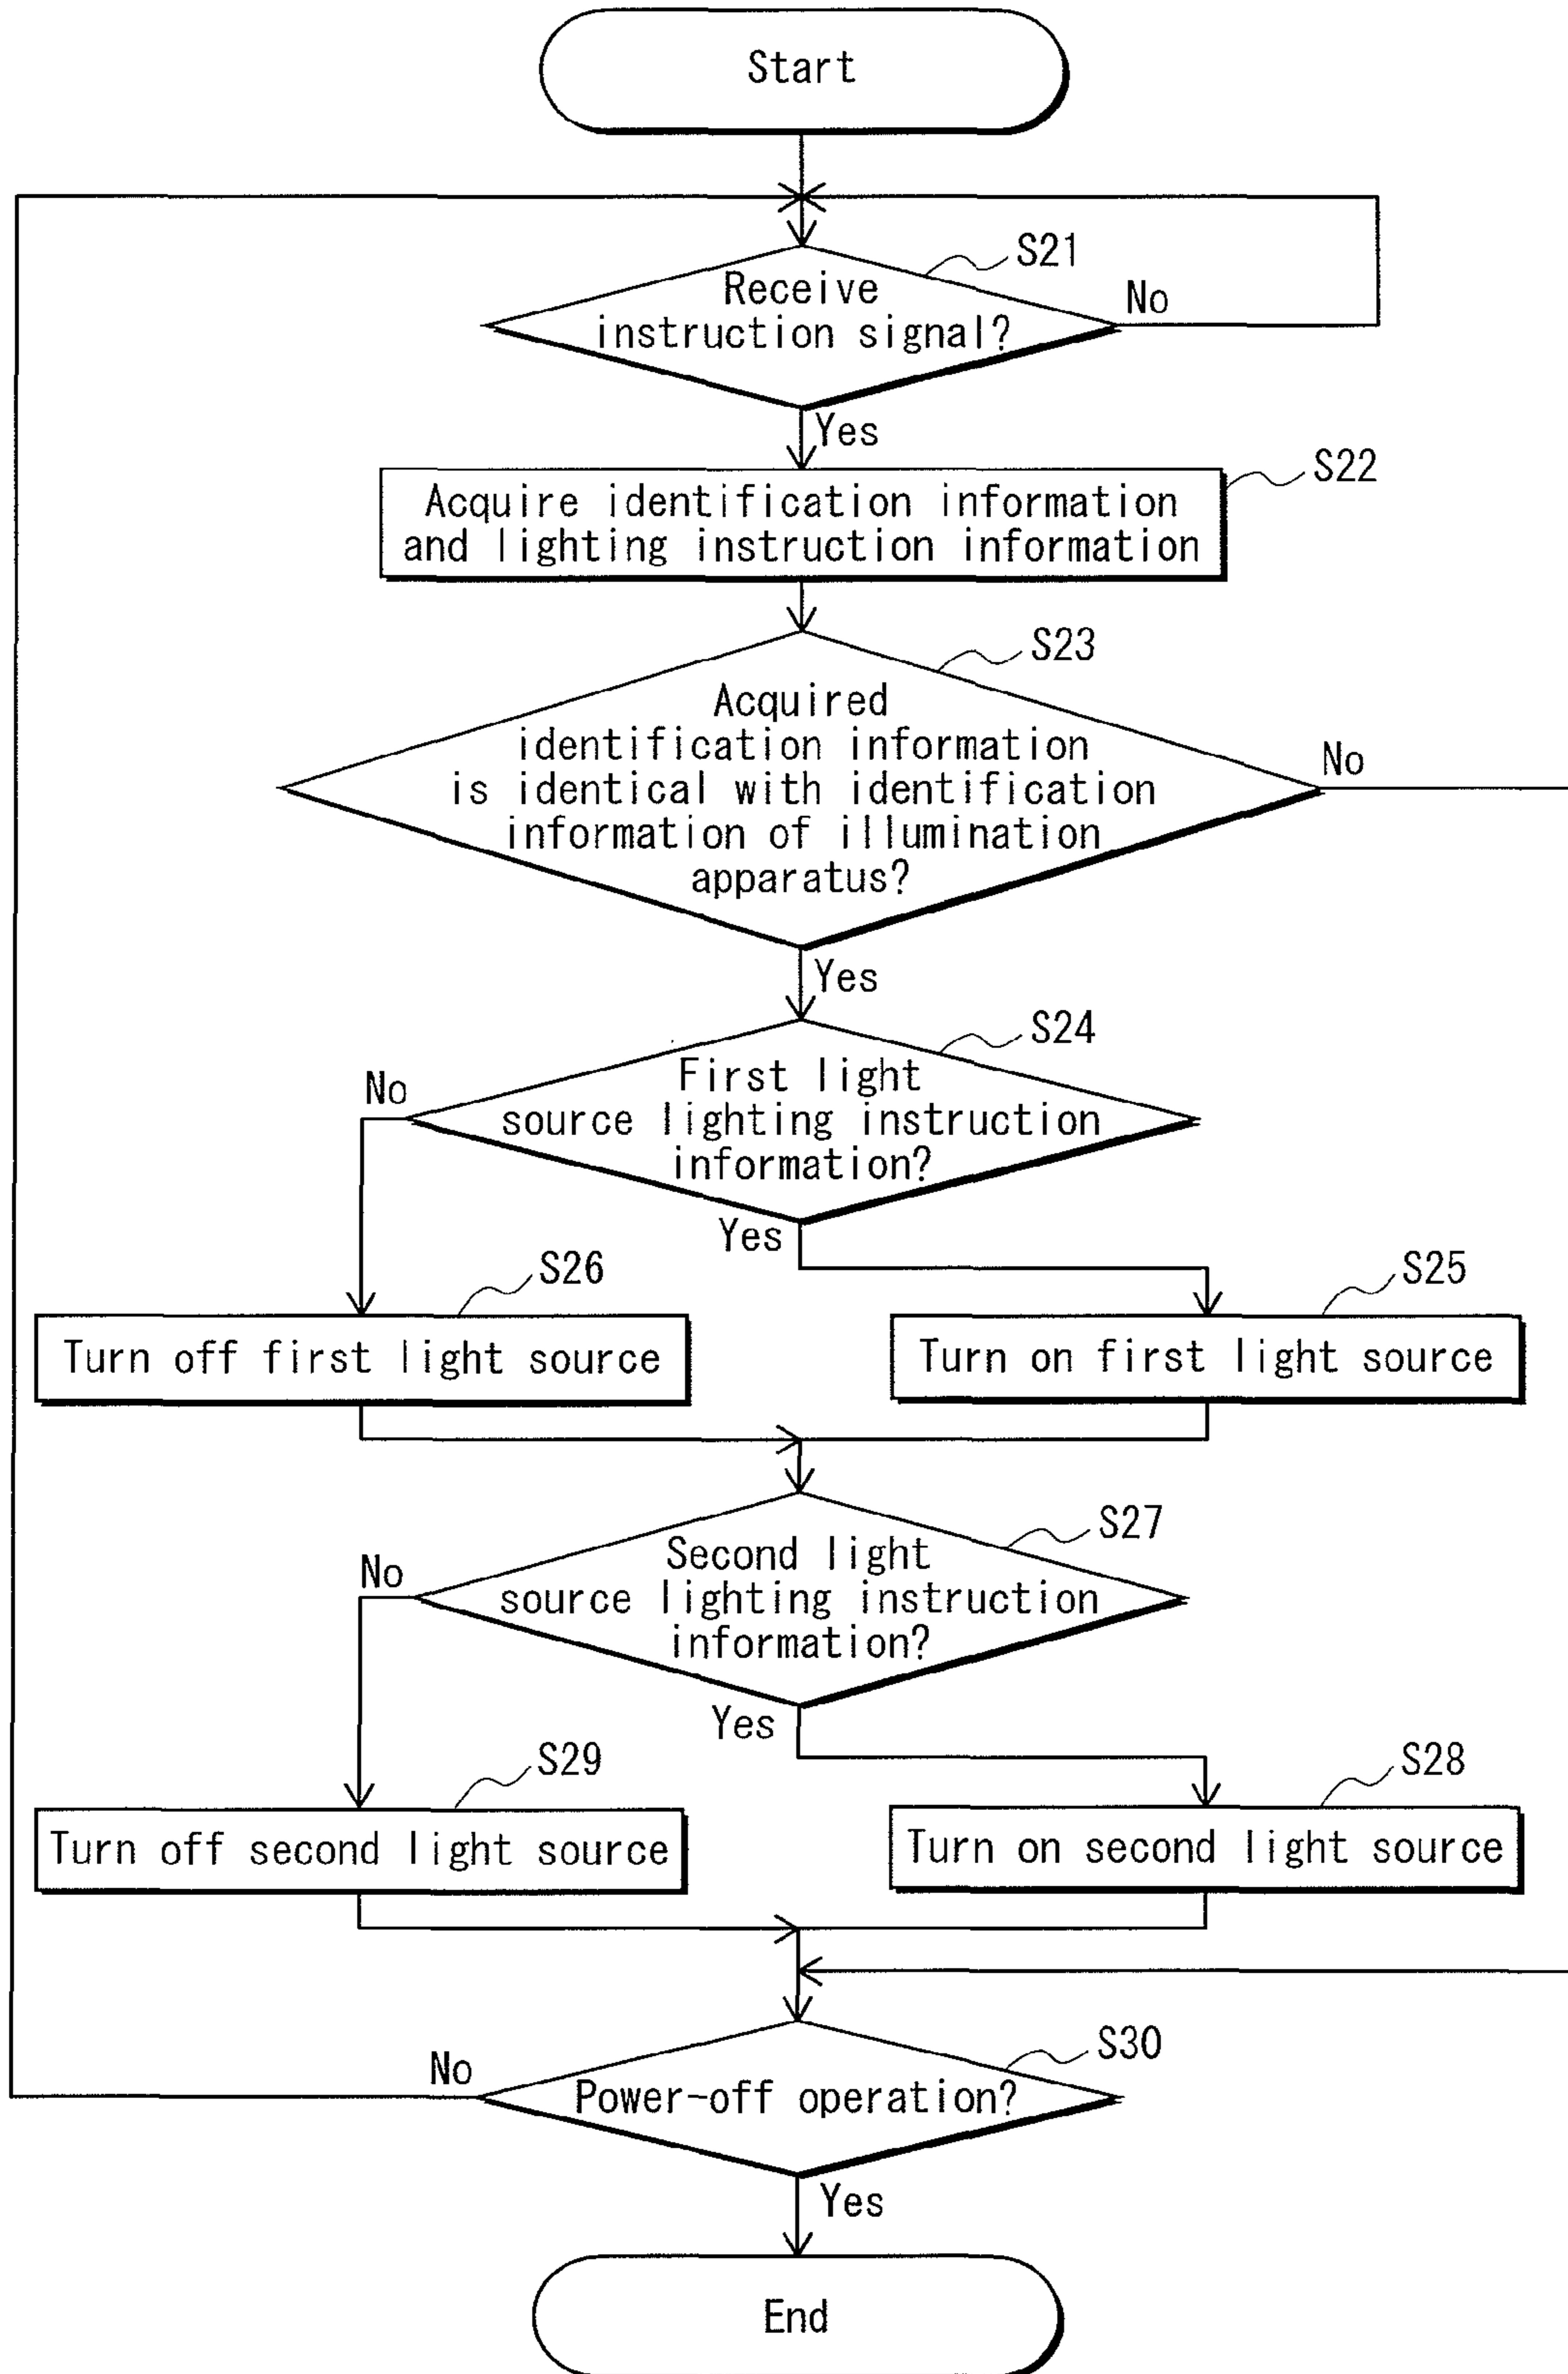 Start
S21
Receive
instruction signal?
No
Yes
S22
Acquire identification information
and lighting instruction information
S23
Acquired
identification information
is identical with identification
information of illumination
apparatus?
No
Yes
S24
First light
source lighting instruction
information?
No
Yes
S26
S25
Turn off first light source
Turn on first light source
S27
Second light
source lighting instruction
information?
No
Yes
S29
S28
Turn off second light source
Turn on second light source
S30
No
Power-off operation?
Yes
End